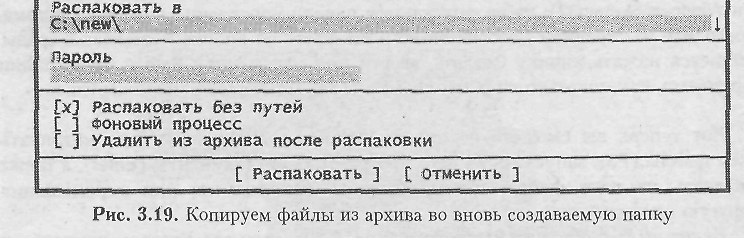 Распаковать в
C:\new\ ↓
Пароль
[x] Распаковать без путей
[ ] Фоновый процесс
[ ] Удалить из архива после распаковки
[ Распаковать ] [ Отменить ]
Рис. 3.19. Копируем файлы из архива во вновь создаваемую папку